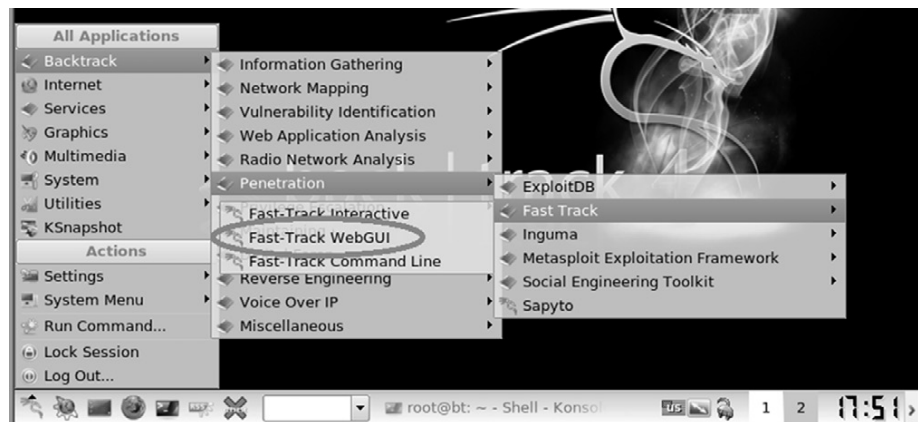 All Applications
Backtrack
Internet
Services
Graphics
Multimedia
System
Utilities
KSnapshot
Actions
Settings
System Menu
Run Command...
Lock Session
Log Out...
Information Gathering
Network Mapping
Vulnerability Identification
Web Application Analysis
Radio Network Analysis
Penetration
Fast-Track Interactive
Fast-Track WebGUI
Fast-Track Command Line
Reverse Engineering
Voice Over IP
Miscellaneous
ExploitDB
Fast Track
Inguma
Metasploit Exploitation Framework
Social Engineering Toolkit
Sapyto
root@bt: ~ - Shell - Konsol
us
1 2
17:51